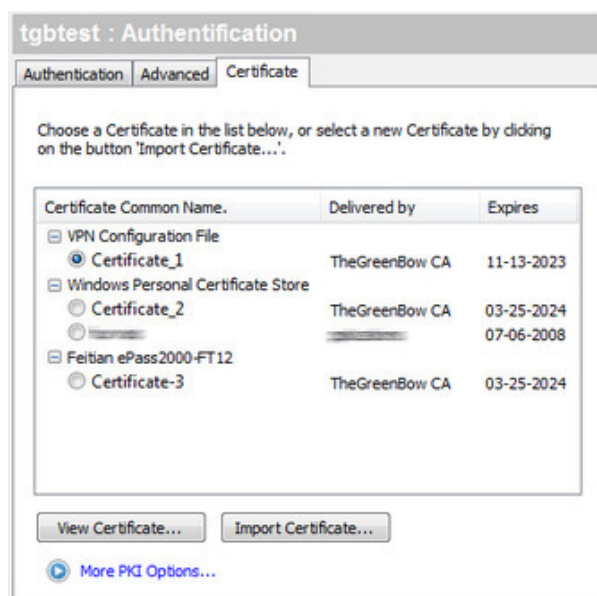 tgbtest : Authentification
Authentication Advanced Certificate
Choose a Certificate in the list below, or select a new Certificate by clicking
on the button 'Import Certificate...'.
Certificate Common Name. Delivered by Expires
VPN Configuration File
Certificate_1 TheGreenBow CA 11-13-2023
Windows Personal Certificate Store
Certificate_2 TheGreenBow CA 03-25-2024
07-06-2008
Feitian ePass2000-FT12
Certificate-3 TheGreenBow CA 03-25-2024
View Certificate... Import Certificate...
More PKI Options...